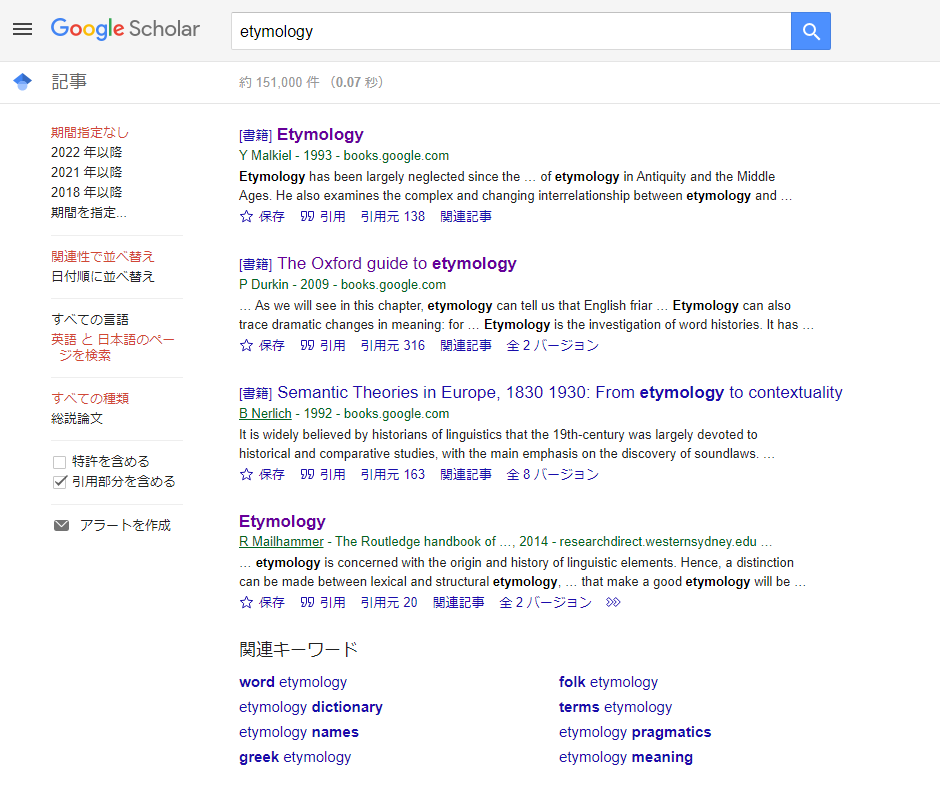 Google Scholar
etymology
記事
約 151,000 件 （0.07 秒）
期間指定なし
2022 年以降
2021 年以降
2018 年以降
期間を指定...
関連性で並べ替え
日付順に並べ替え
すべての言語
英語 と 日本語のペー
ジを検索
すべての種類
総説論文
特許を含める
引用部分を含める
アラートを作成
[書籍] Etymology
Y Malkiel - 1993 - books.google.com
Etymology has been largely neglected since the … of etymology in Antiquity and the Middle
Ages. He also examines the complex and changing interrelationship between etymology and …
保存 引用 引用元 138 関連記事
[書籍] The Oxford guide to etymology
P Durkin - 2009 - books.google.com
… As we will see in this chapter, etymology can tell us that English friar … Etymology can also
trace dramatic changes in meaning: for … Etymology is the investigation of word histories. It has …
保存 引用 引用元 316 関連記事 全 2 バージョン
[書籍] Semantic Theories in Europe, 1830 1930: From etymology to contextuality
B Nerlich - 1992 - books.google.com
It is widely believed by historians of linguistics that the 19th-century was largely devoted to
historical and comparative studies, with the main emphasis on the discovery of soundlaws. …
保存 引用 引用元 163 関連記事 全 8 バージョン
Etymology
R Mailhammer - The Routledge handbook of …, 2014 - researchdirect.westernsydney.edu …
… etymology is concerned with the origin and history of linguistic elements. Hence, a distinction
can be made between lexical and structural etymology, … that make a good etymology will be …
保存 引用 引用元 20 関連記事 全 2 バージョン
関連キーワード
word etymology
etymology dictionary
etymology names
greek etymology
folk etymology
terms etymology
etymology pragmatics
etymology meaning